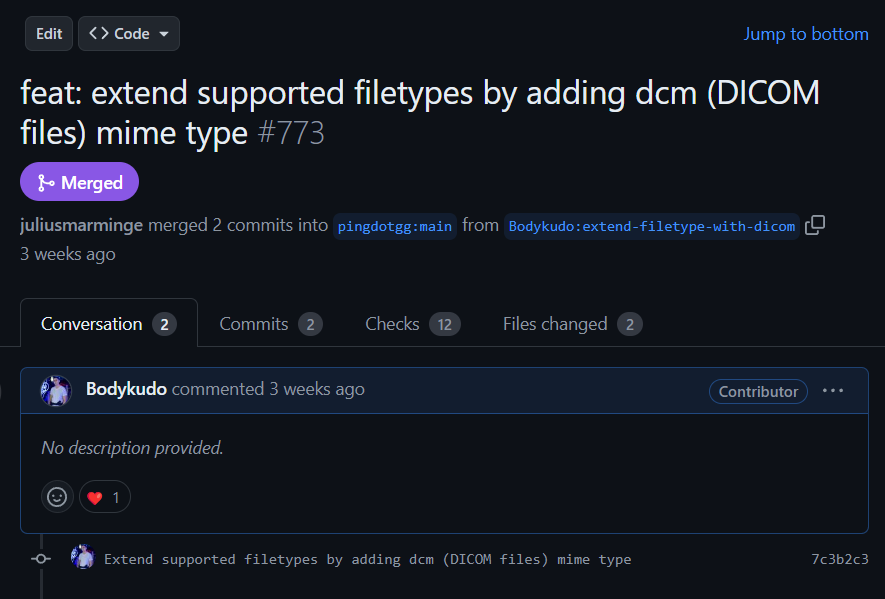 Edit
Code
Jump to bottom
feat: extend supported filetypes by adding dcm (DICOM
files) mime type #773
Merged
juliusmarminge merged 2 commits into pingdotgg:main from Bodykudo:extend-filetype-with-dicom
3 weeks ago
Conversation 2
Commits 2
Checks 12
Files changed 2
Bodykudo commented 3 weeks ago
Contributor
No description provided.
1
Extend supported filetypes by adding dcm (DICOM files) mime type
7c3b2c3